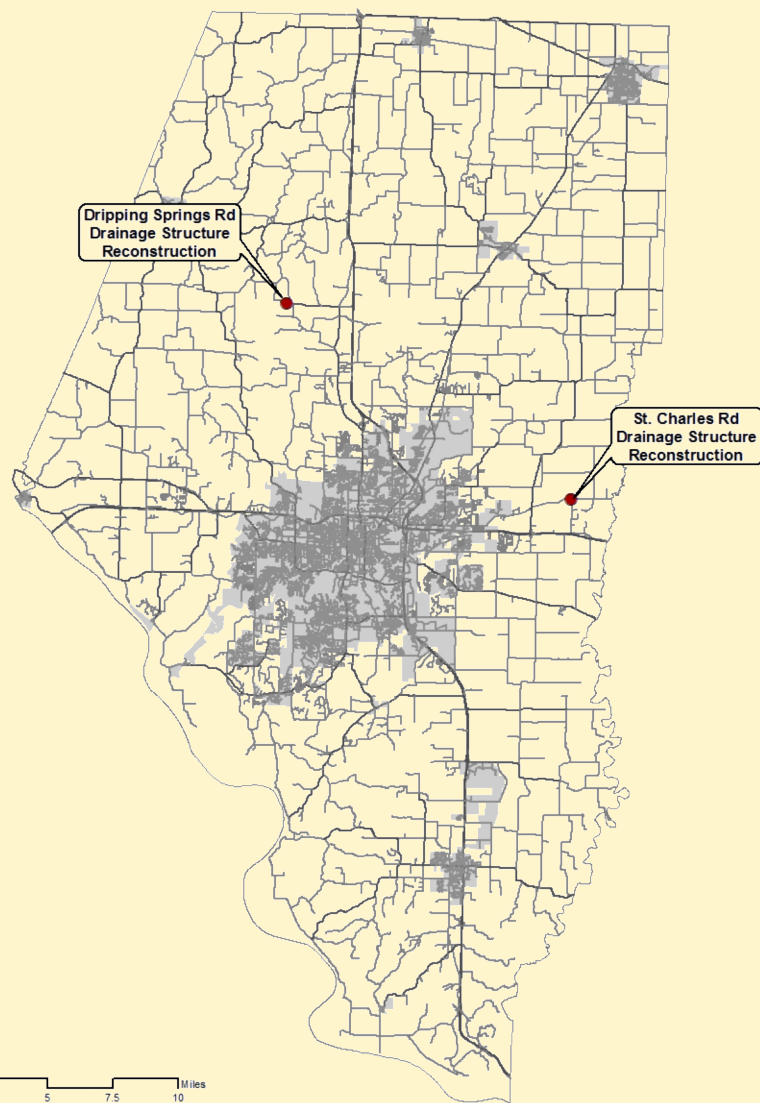 Dripping Springs Rd
Drainage Structure
Reconstruction
St. Charles Rd
Drainage Structure
Reconstruction
Miles
5 7.5 10